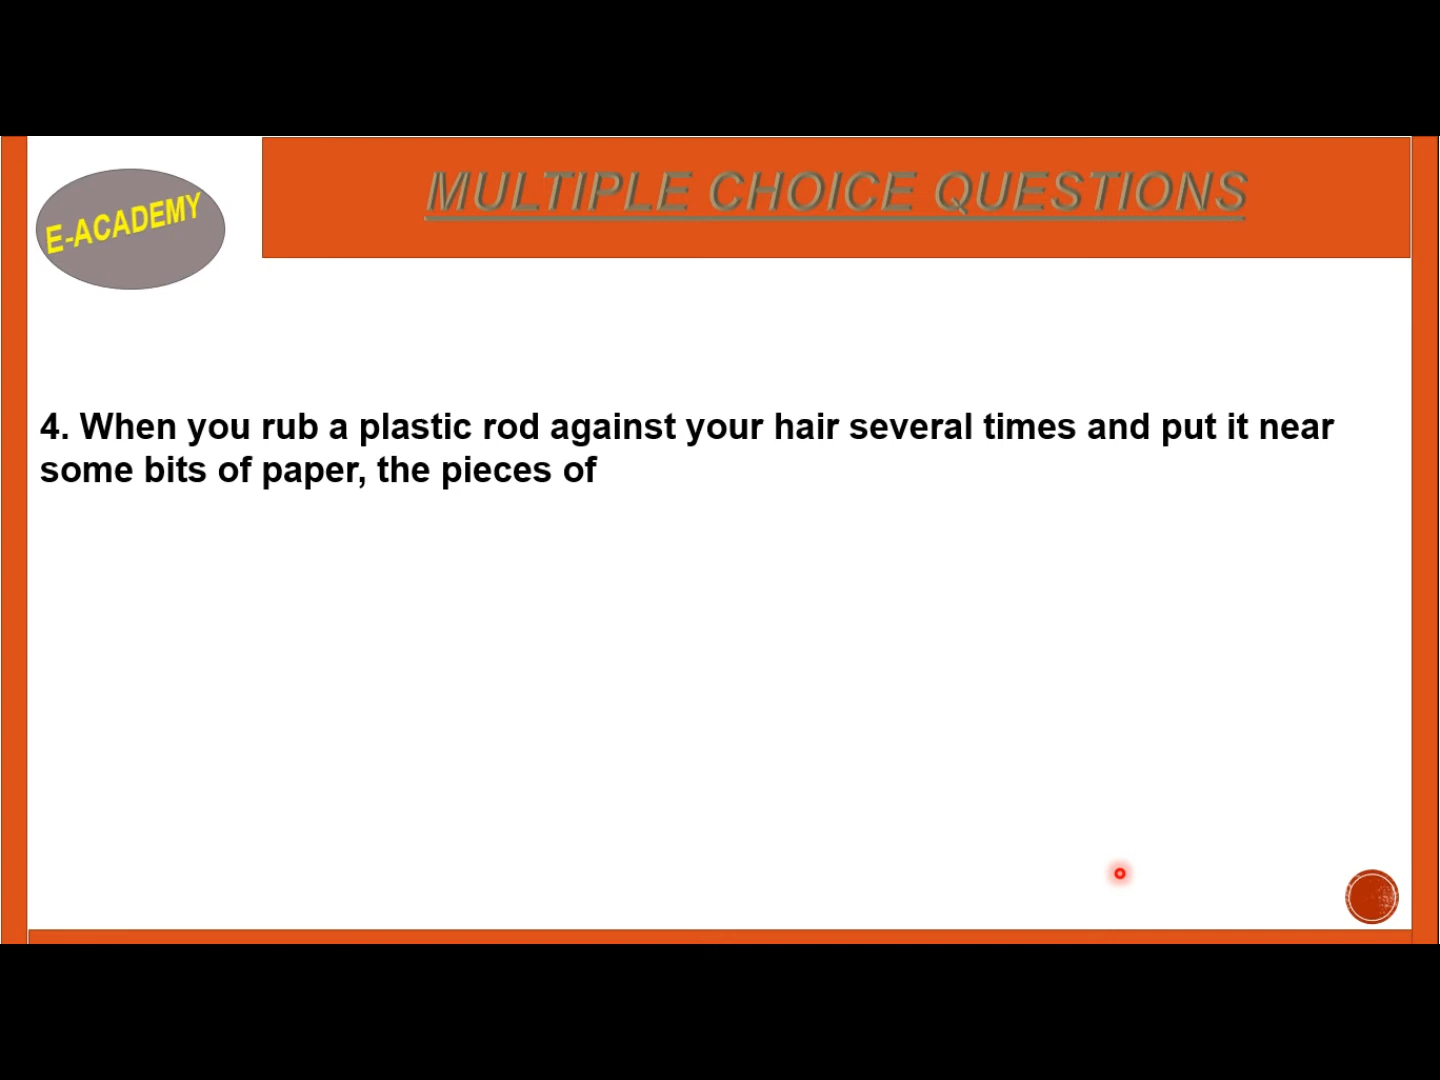 MULTIPLE CHOICE QUESTIONS
E-ACADEMY
4. When you rub a plastic rod against your hair several times and put it near
some bits of paper, the pieces of